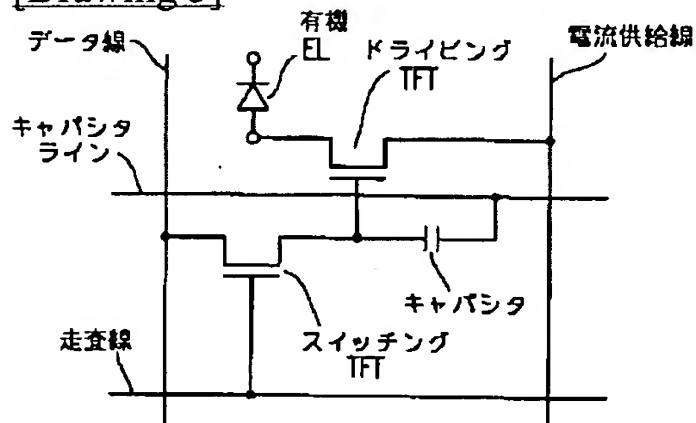 データ線
有機
EL
ドライビング
TFT
電流供給線
キャパシタ
ライン
キャパシタ
スイッチング
TFT
走査線